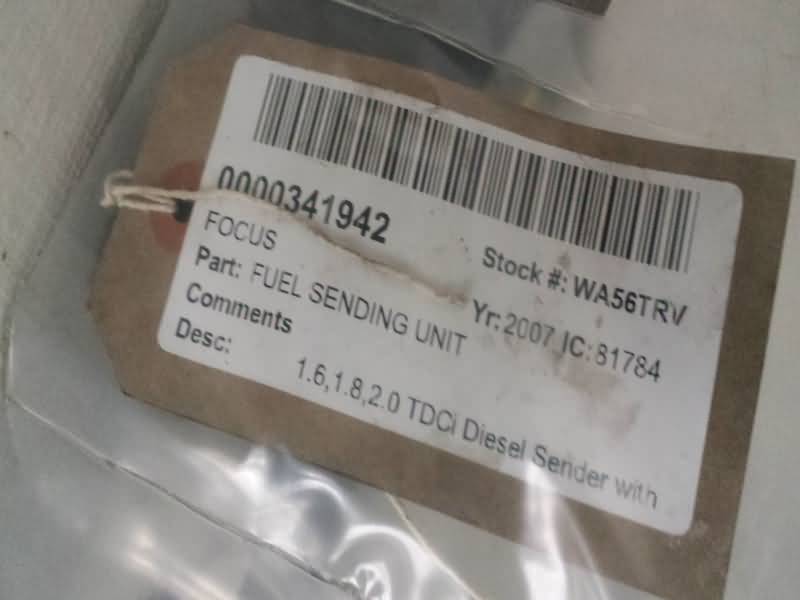 0000341942
Stock #: WA56TRV
FOCUS
Yr: 2007 IC: 81784
Part: FUEL SENDING UNIT
Comments
Desc: 1.6,1.8,2.0 TDCi Diesel Sender with